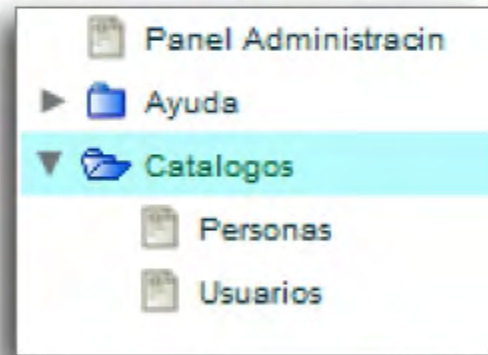 Panel Administracin
Ayuda
Catalogos
Personas
Usuarios